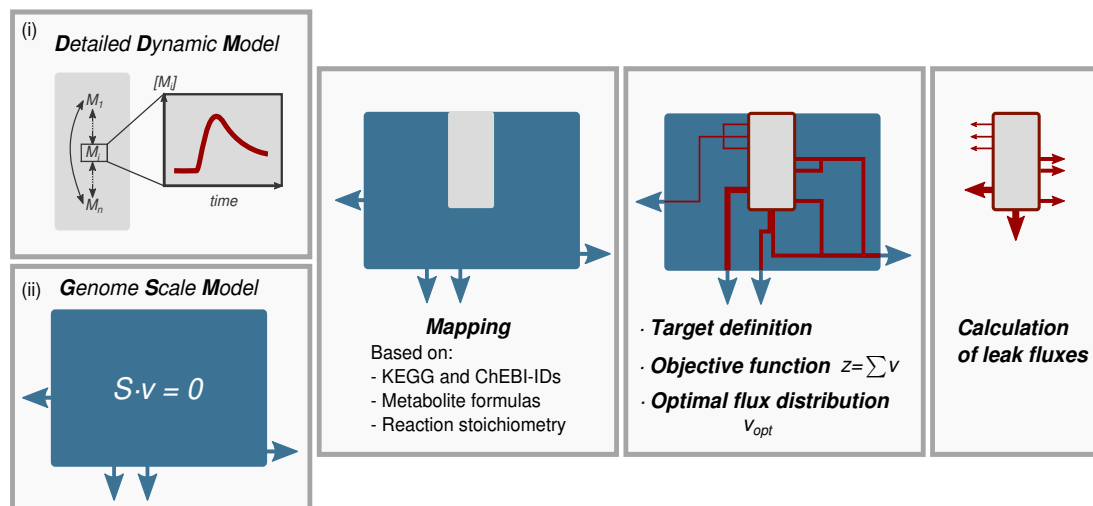 (i)
Detailed Dynamic Model
[Mᵢ]
M₁
Mᵢ
Mₙ
time
(ii)
Genome Scale Model
S·v = 0
Mapping
Based on:
- KEGG and ChEBI-IDs
- Metabolite formulas
- Reaction stoichiometry
· Target definition
· Objective function z=∑v
· Optimal flux distribution
v_opt
Calculation
of leak fluxes